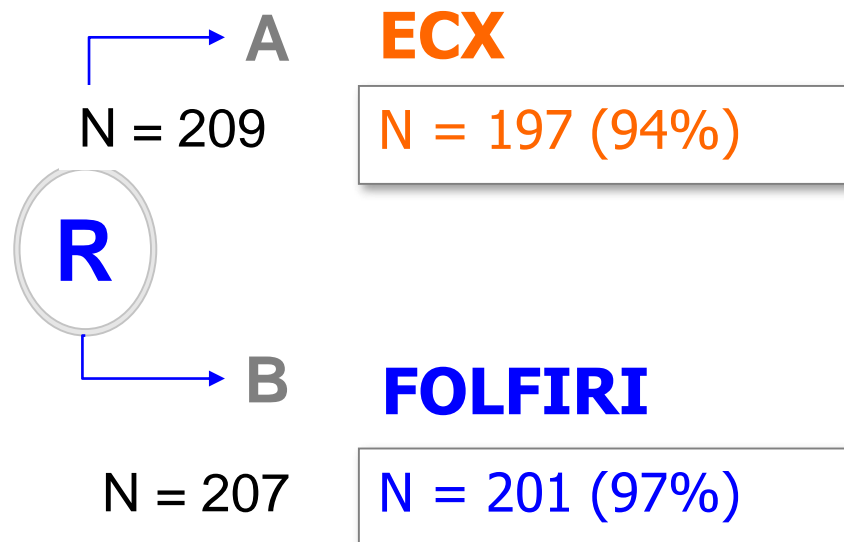 A ECX
N = 209 N = 197 (94%)
R
B FOLFIRI
N = 207 N = 201 (97%)